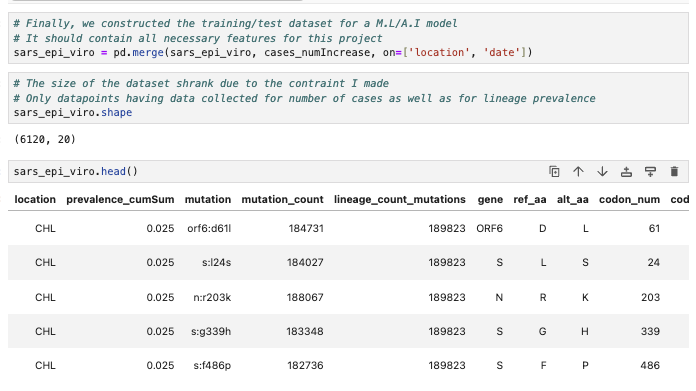 # Finally, we constructed the training/test dataset for a M.L/A.I model
# It should contain all necessary features for this project
sars_epi_viro = pd.merge(sars_epi_viro, cases_numIncrease, on=['location', 'date'])
# The size of the dataset shrank due to the contraint I made
# Only datapoints having data collected for number of cases as well as for lineage prevalence
sars_epi_viro.shape
(6120, 20)
sars_epi_viro.head()
location prevalence_cumSum mutation mutation_count lineage_count_mutations gene ref_aa alt_aa codon_num cod
CHL 0.025 orf6:d61l 184731 189823 ORF6 D L 61
CHL 0.025 s:l24s 184027 189823 S L S 24
CHL 0.025 n:r203k 188067 189823 N R K 203
CHL 0.025 s:g339h 183348 189823 S G H 339
CHL 0.025 s:f486p 182736 189823 S F P 486